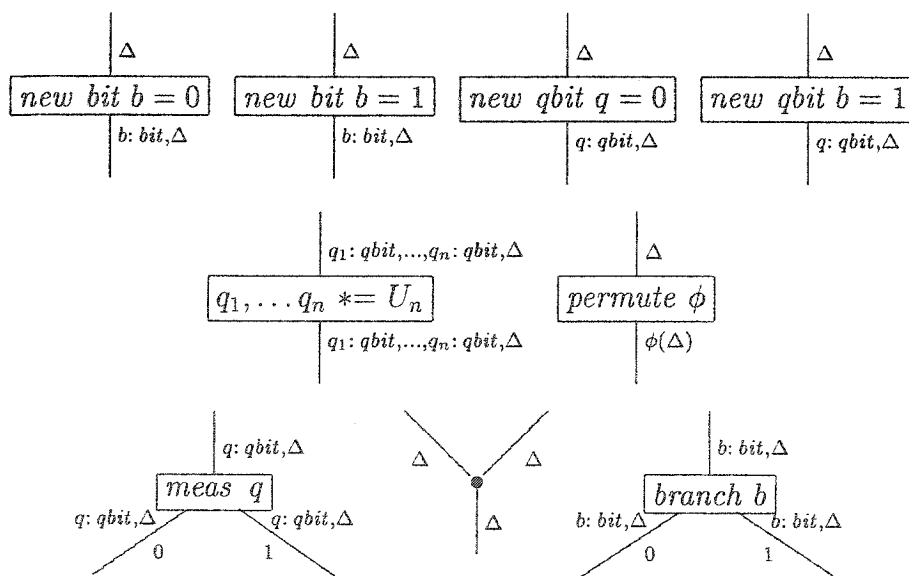 Δ Δ Δ Δ
new bit b = 0 new bit b = 1 new qbit q = 0 new qbit b = 1
b: bit,Δ b: bit,Δ q: qbit,Δ q: qbit,Δ
q₁: qbit,...,qₙ: qbit,Δ Δ
q₁, … qₙ *= Uₙ permute ϕ
q₁: qbit,...,qₙ: qbit,Δ ϕ(Δ)
q: qbit,Δ Δ Δ b: bit,Δ
meas q branch b
q: qbit,Δ q: qbit,Δ Δ b: bit,Δ b: bit,Δ
0 1 0 1